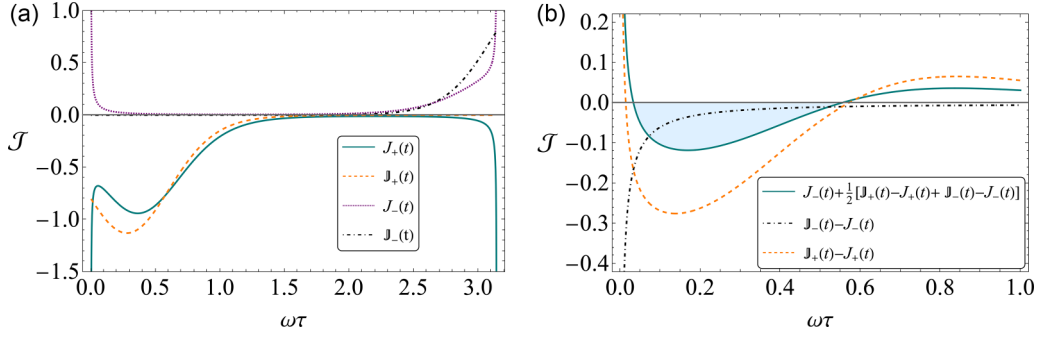 (a)
1.0
0.5
0.0
−0.5
−1.0
−1.5
𝒥
J₊(t)
𝕁₊(t)
J₋(t)
𝕁₋(t)
0.0 0.5 1.0 1.5 2.0 2.5 3.0
ωτ
(b)
0.2
0.1
0.0
−0.1
−0.2
−0.3
−0.4
𝒥
J₋(t)+½[𝕁₊(t)−J₊(t)+ 𝕁₋(t)−J₋(t)]
𝕁₋(t)−J₋(t)
𝕁₊(t)−J₊(t)
0.0 0.2 0.4 0.6 0.8 1.0
ωτ